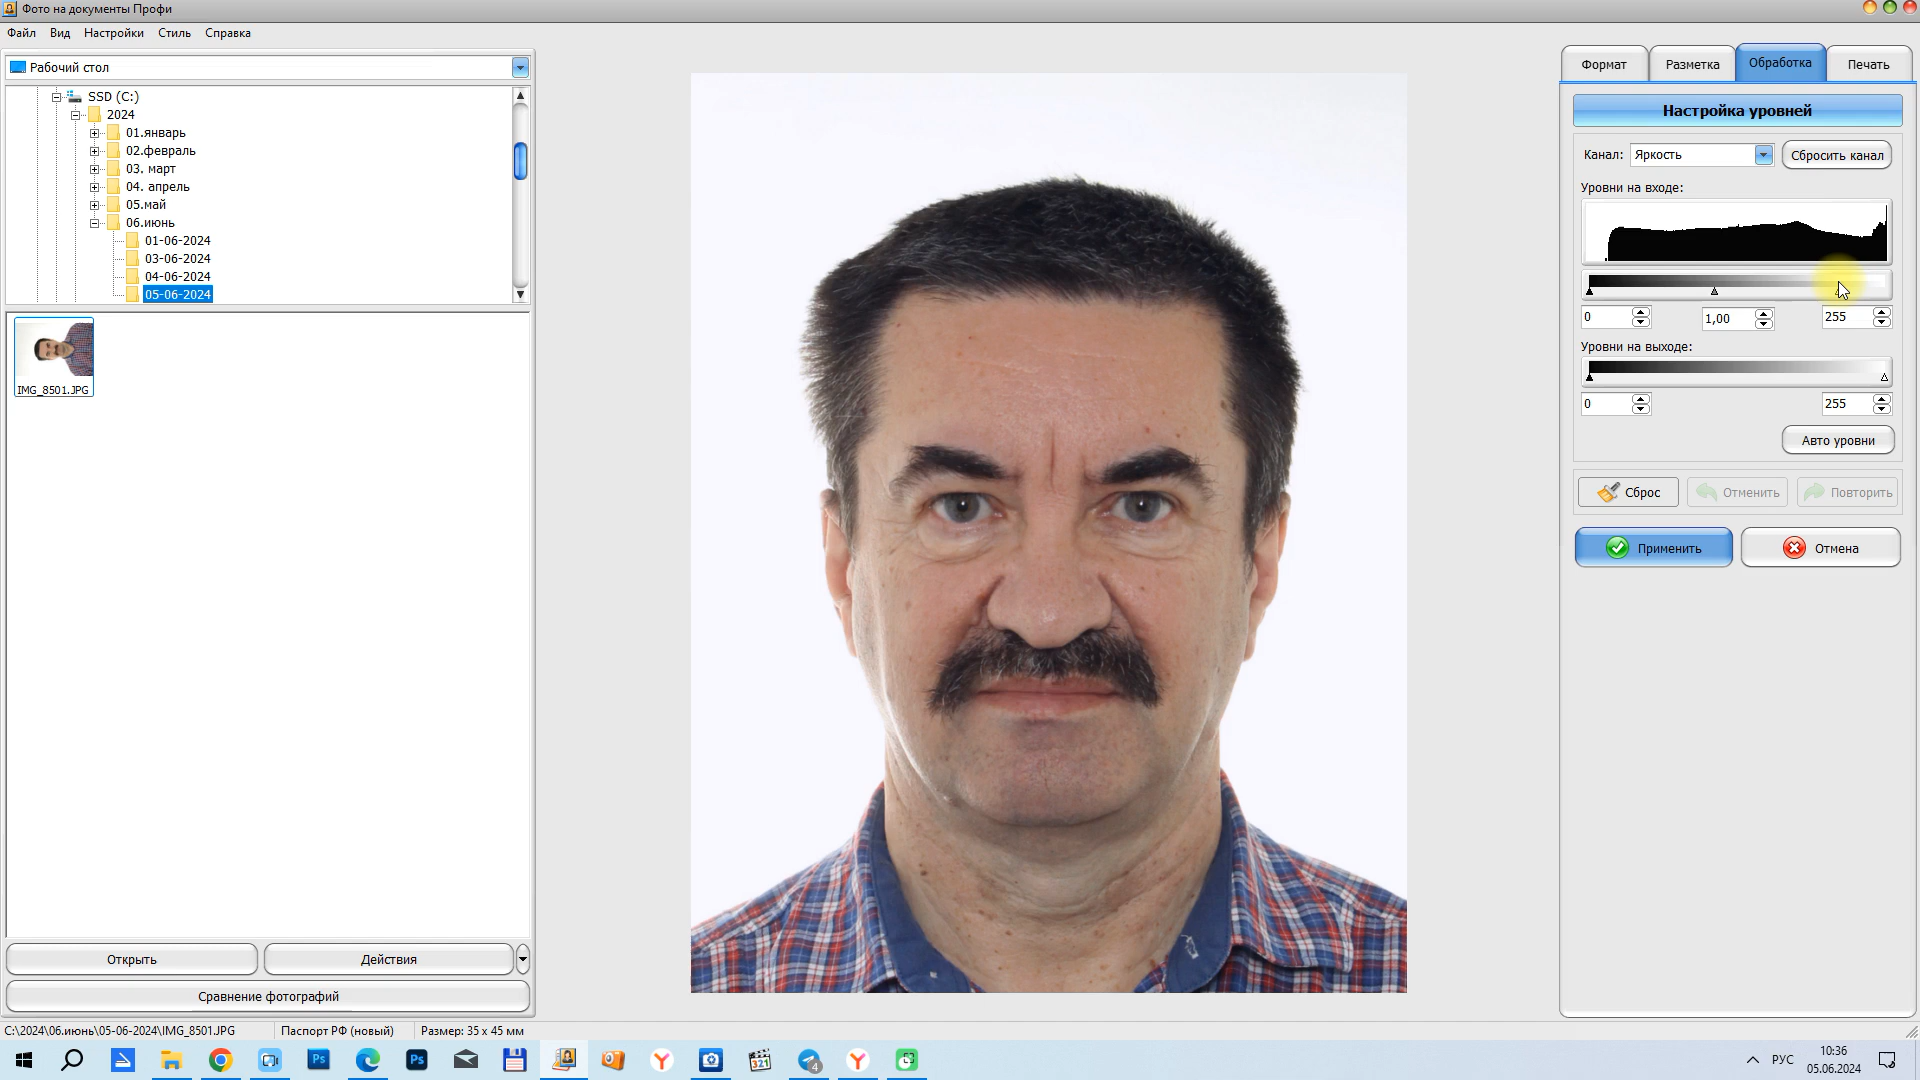 Фото на документы Профи
Файл Вид Настройки Стиль Справка
Рабочий стол
SSD (C:)
2024
01.январь
02.февраль
03. март
04. апрель
05.май
06.июнь
01-06-2024
03-06-2024
04-06-2024
05-06-2024
IMG_8501.JPG
Открыть Действия
Сравнение фотографий
Формат Разметка Обработка Печать
Настройка уровней
Канал: Яркость Сбросить канал
Уровни на входе:
0 1,00 255
Уровни на выходе:
0 255
Авто уровни
Сброс Отменить Повторить
Применить Отмена
C:\2024\06.июнь\05-06-2024\IMG_8501.JPG Паспорт РФ (новый) Размер: 35 x 45 мм
Ps Ps 321 4 РУС 10:36
05.06.2024